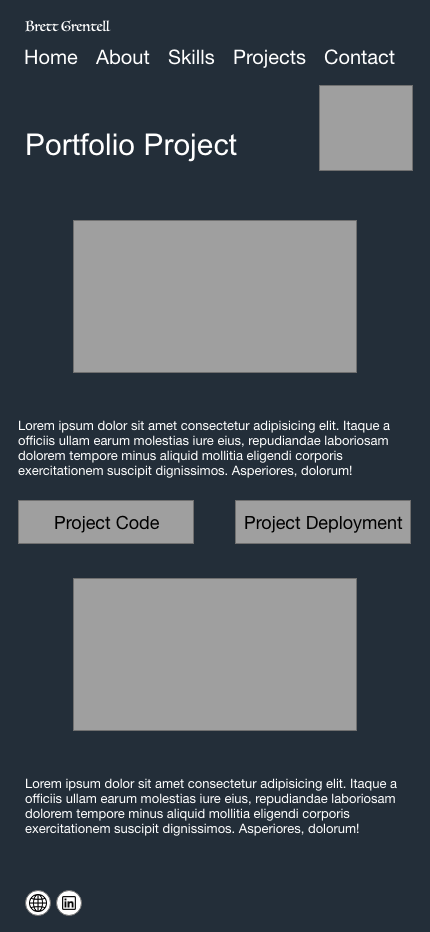 Brett Grentell
Home About Skills Projects Contact
Portfolio Project
Lorem ipsum dolor sit amet consectetur adipisicing elit. Itaque a
officiis ullam earum molestias iure eius, repudiandae laboriosam
dolorem tempore minus aliquid mollitia eligendi corporis
exercitationem suscipit dignissimos. Asperiores, dolorum!
Project Code Project Deployment
Lorem ipsum dolor sit amet consectetur adipisicing elit. Itaque a
officiis ullam earum molestias iure eius, repudiandae laboriosam
dolorem tempore minus aliquid mollitia eligendi corporis
exercitationem suscipit dignissimos. Asperiores, dolorum!
in